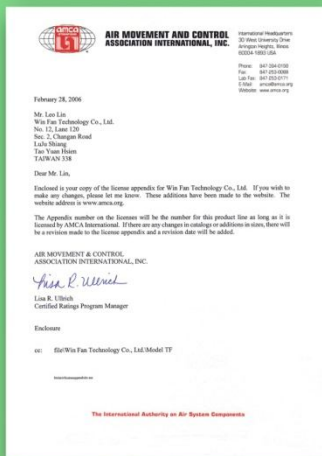 amca
INTERNATIONAL
AIR MOVEMENT AND CONTROL
ASSOCIATION INTERNATIONAL, INC.
International Headquarters
30 West University Drive
Arlington Heights, Illinois
60004-1893 USA
Phone: 847-394-0150
Fax: 847-253-0088
Lab Fax: 847-253-0171
E-Mail: amca@amca.org
Website: www.amca.org
February 28, 2006
Mr. Leo Lin
Win Fan Technology Co., Ltd.
No. 12, Lane 120
Sec. 2, Changan Road
LuJu Shiang
Tao Yuan Hsien
TAIWAN 338
Dear Mr. Lin,
Enclosed is your copy of the license appendix for Win Fan Technology Co., Ltd. If you wish to
make any changes, please let me know. These additions have been made to the website. The
website address is www.amca.org.
The Appendix number on the licenses will be the number for this product line as long as it is
licensed by AMCA International. If there are any changes in catalogs or additions in sizes, there will
be a revision made to the license appendix and a revision date will be added.
AIR MOVEMENT & CONTROL
ASSOCIATION INTERNATIONAL, INC.
Lisa R. Ullrich
Lisa R. Ullrich
Certified Ratings Program Manager
Enclosure
cc: file\Win Fan Technology Co., Ltd.\Model TF
The International Authority on Air System Components